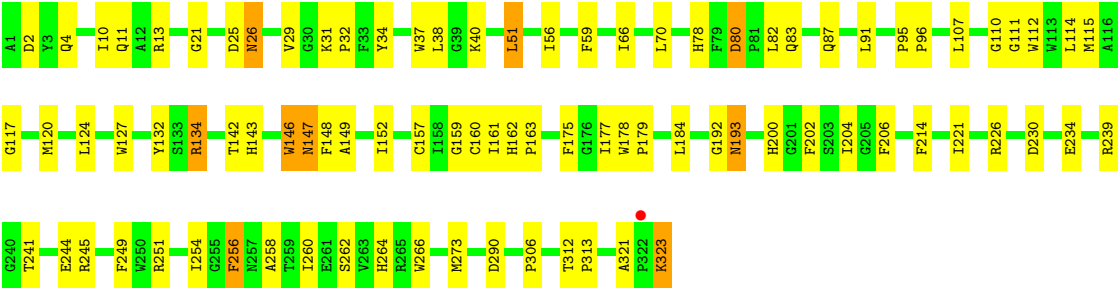 A1 D2 Y3 Q4 I10 Q11 A12 R13 G21 D25 N26 V29 G30 K31 P32 F33 Y34 W37 L38 G39 K40 L51 I56 F59 I66 L70 H78 F79 D80 P81 L82 Q83 Q87 L91 P95 P96 L107 G110 G111 W112 W113 L114 M115 A116
G117 M120 L124 W127 Y132 S133 R134 T142 H143 W146 N147 F148 A149 I152 C157 I158 G159 C160 I161 H162 P163 F175 G176 I177 W178 P179 L184 G192 N193 H200 G201 F202 S203 I204 G205 F206 F214 I221 R226 D230 E234 R239
G240 T241 E244 R245 F249 W250 R251 I254 G255 F256 N257 A258 T259 I260 E261 S262 V263 H264 R265 W266 M273 D290 P306 T312 P313 A321 P322 K323